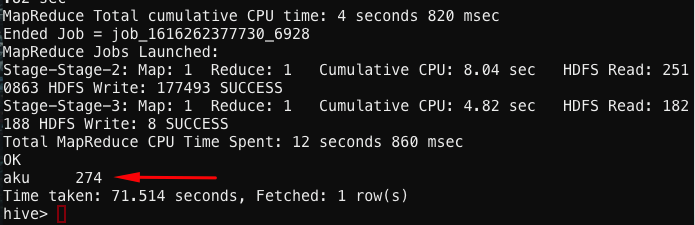 MapReduce Total cumulative CPU time: 4 seconds 820 msec
Ended Job = job_1616262377730_6928
MapReduce Jobs Launched:
Stage-Stage-2: Map: 1  Reduce: 1   Cumulative CPU: 8.04 sec   HDFS Read: 251
0863 HDFS Write: 177493 SUCCESS
Stage-Stage-3: Map: 1  Reduce: 1   Cumulative CPU: 4.82 sec   HDFS Read: 182
188 HDFS Write: 8 SUCCESS
Total MapReduce CPU Time Spent: 12 seconds 860 msec
OK
aku     274
Time taken: 71.514 seconds, Fetched: 1 row(s)
hive>